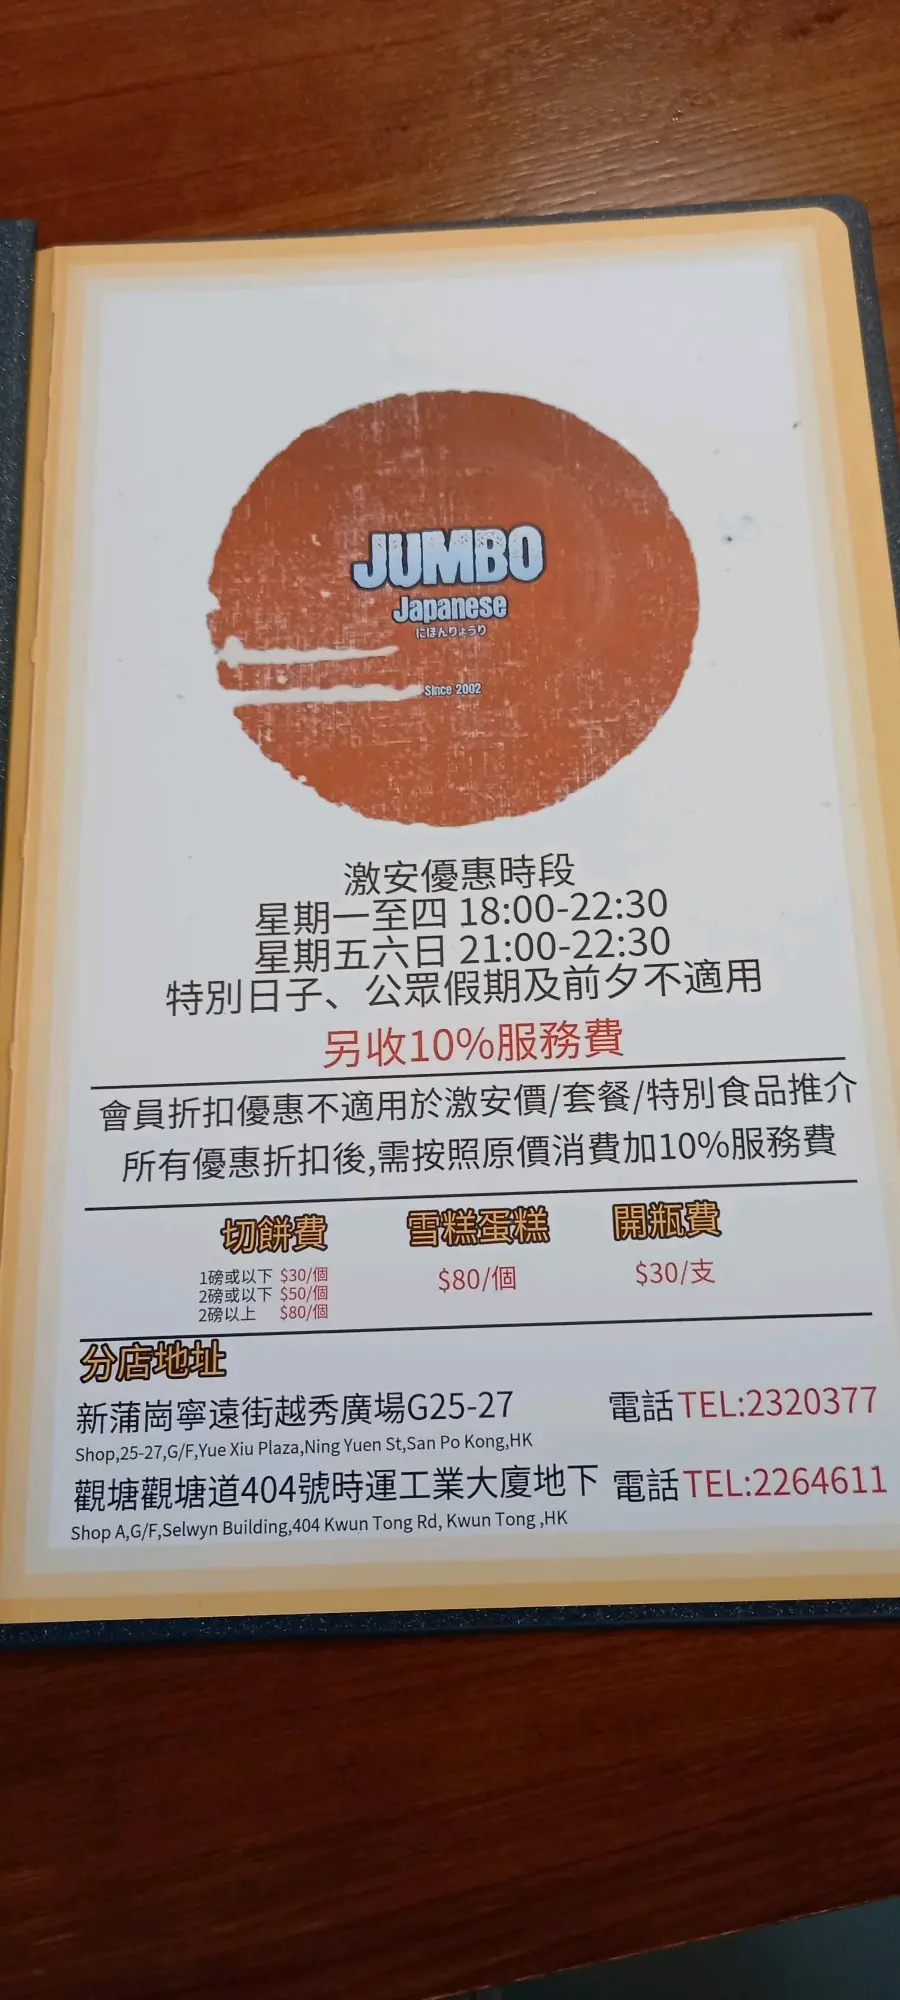 JUMBO
Japanese
にほんりょうり
Since 2002
激安優惠時段
星期一至四 18:00-22:30
星期五六日 21:00-22:30
特別日子、公眾假期及前夕不適用
另收10%服務費
會員折扣優惠不適用於激安價/套餐/特別食品推介
所有優惠折扣後,需按照原價消費加10%服務費
切餅費 雪糕蛋糕 開瓶費
1磅或以下 $30/個 $80/個 $30/支
2磅或以下 $50/個
2磅以上 $80/個
分店地址
新蒲崗寧遠街越秀廣場G25-27 電話TEL:2320377
Shop,25-27,G/F,Yue Xiu Plaza,Ning Yuen St,San Po Kong,HK
觀塘觀塘道404號時運工業大廈地下 電話TEL:2264611
Shop A,G/F,Selwyn Building,404 Kwun Tong Rd, Kwun Tong ,HK